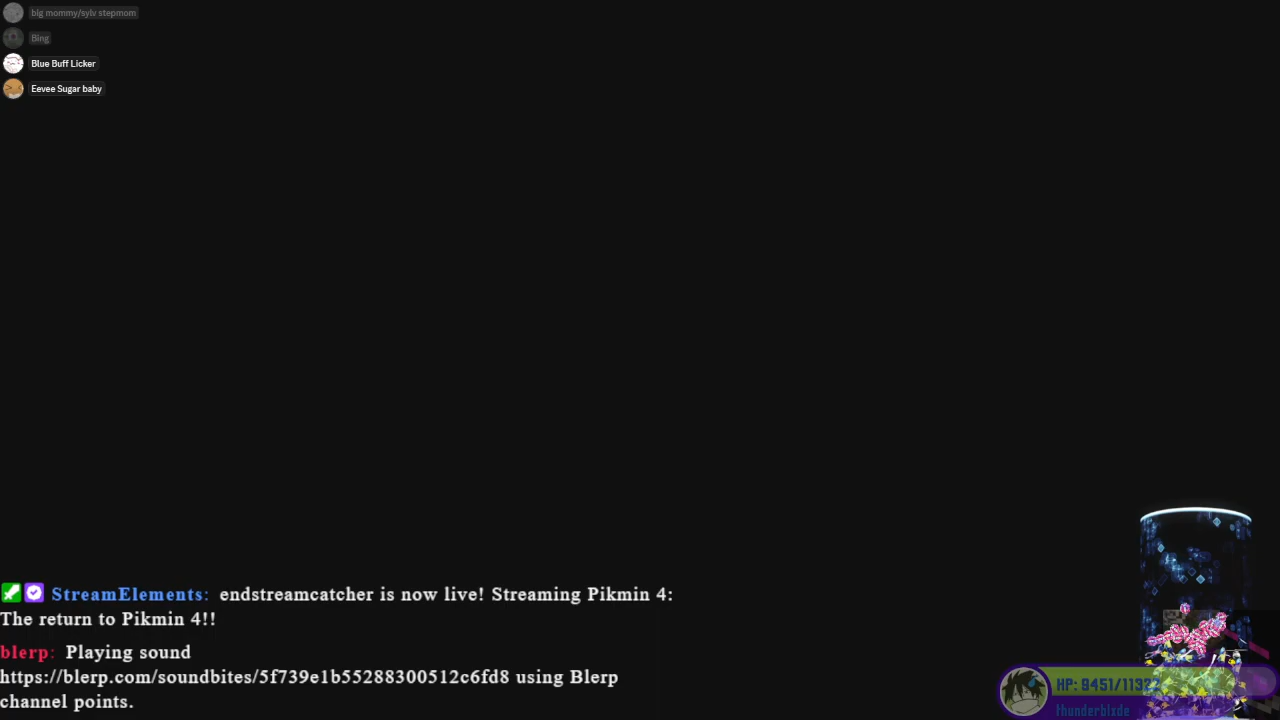 big mommy/sylv stepmom
Bing
Blue Buff Licker
Eevee Sugar baby
StreamElements: endstreamcatcher is now live! Streaming Pikmin 4:
The return to Pikmin 4!!
blerp: Playing sound
https://blerp.com/soundbites/5f739e1b55288300512c6fd8 using Blerp
channel points.
HP: 9451/11322
thunderblxde